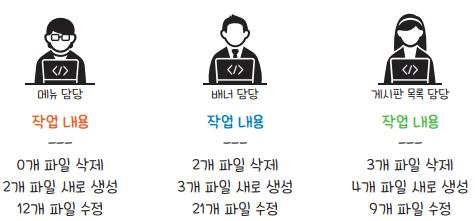 </>
</>
</>
메뉴 담당
배너 담당
게시판 목록 담당
작업 내용
작업 내용
작업 내용
---
---
---
0개 파일 삭제
2개 파일 삭제
3개 파일 삭제
2개 파일 새로 생성
3개 파일 새로 생성
4개 파일 새로 생성
12개 파일 수정
21개 파일 수정
9개 파일 수정